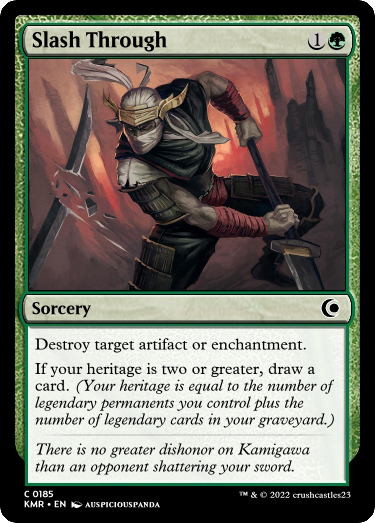 Slash Through 1
Sorcery
Destroy target artifact or enchantment.
If your heritage is two or greater, draw a
card. (Your heritage is equal to the number of
legendary permanents you control plus the
number of legendary cards in your graveyard.)
There is no greater dishonor on Kamigawa
than an opponent shattering your sword.
C 0185
KMR • EN AUSPICIOUSPANDA
™ & © 2022 crushcastles23